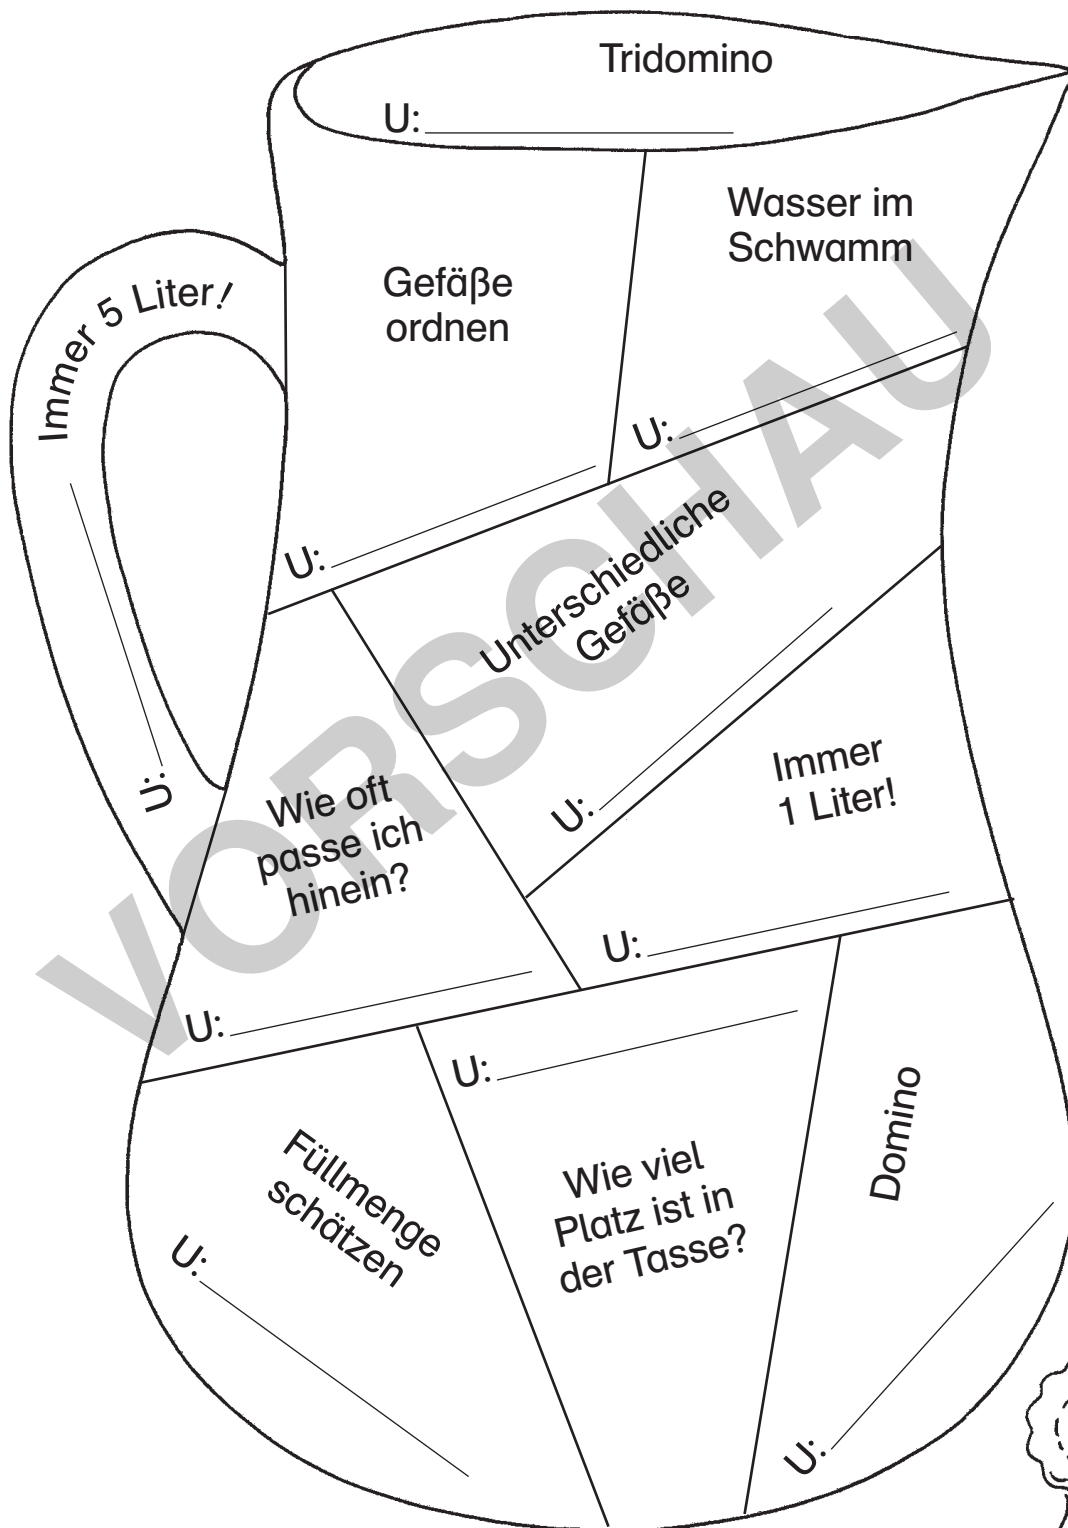 Tridomino
U:
Wasser im
Schwamm
U:
Gefäße
ordnen
U:
Immer 5 Liter!
U:
Unterschiedliche
Gefäße
U:
Immer
1 Liter!
U:
Wie oft
passe ich
hinein?
U:
Füllmenge
schätzen
U:
U:
Wie viel
Platz ist in
der Tasse?
Domino
U:
VORSCHAU